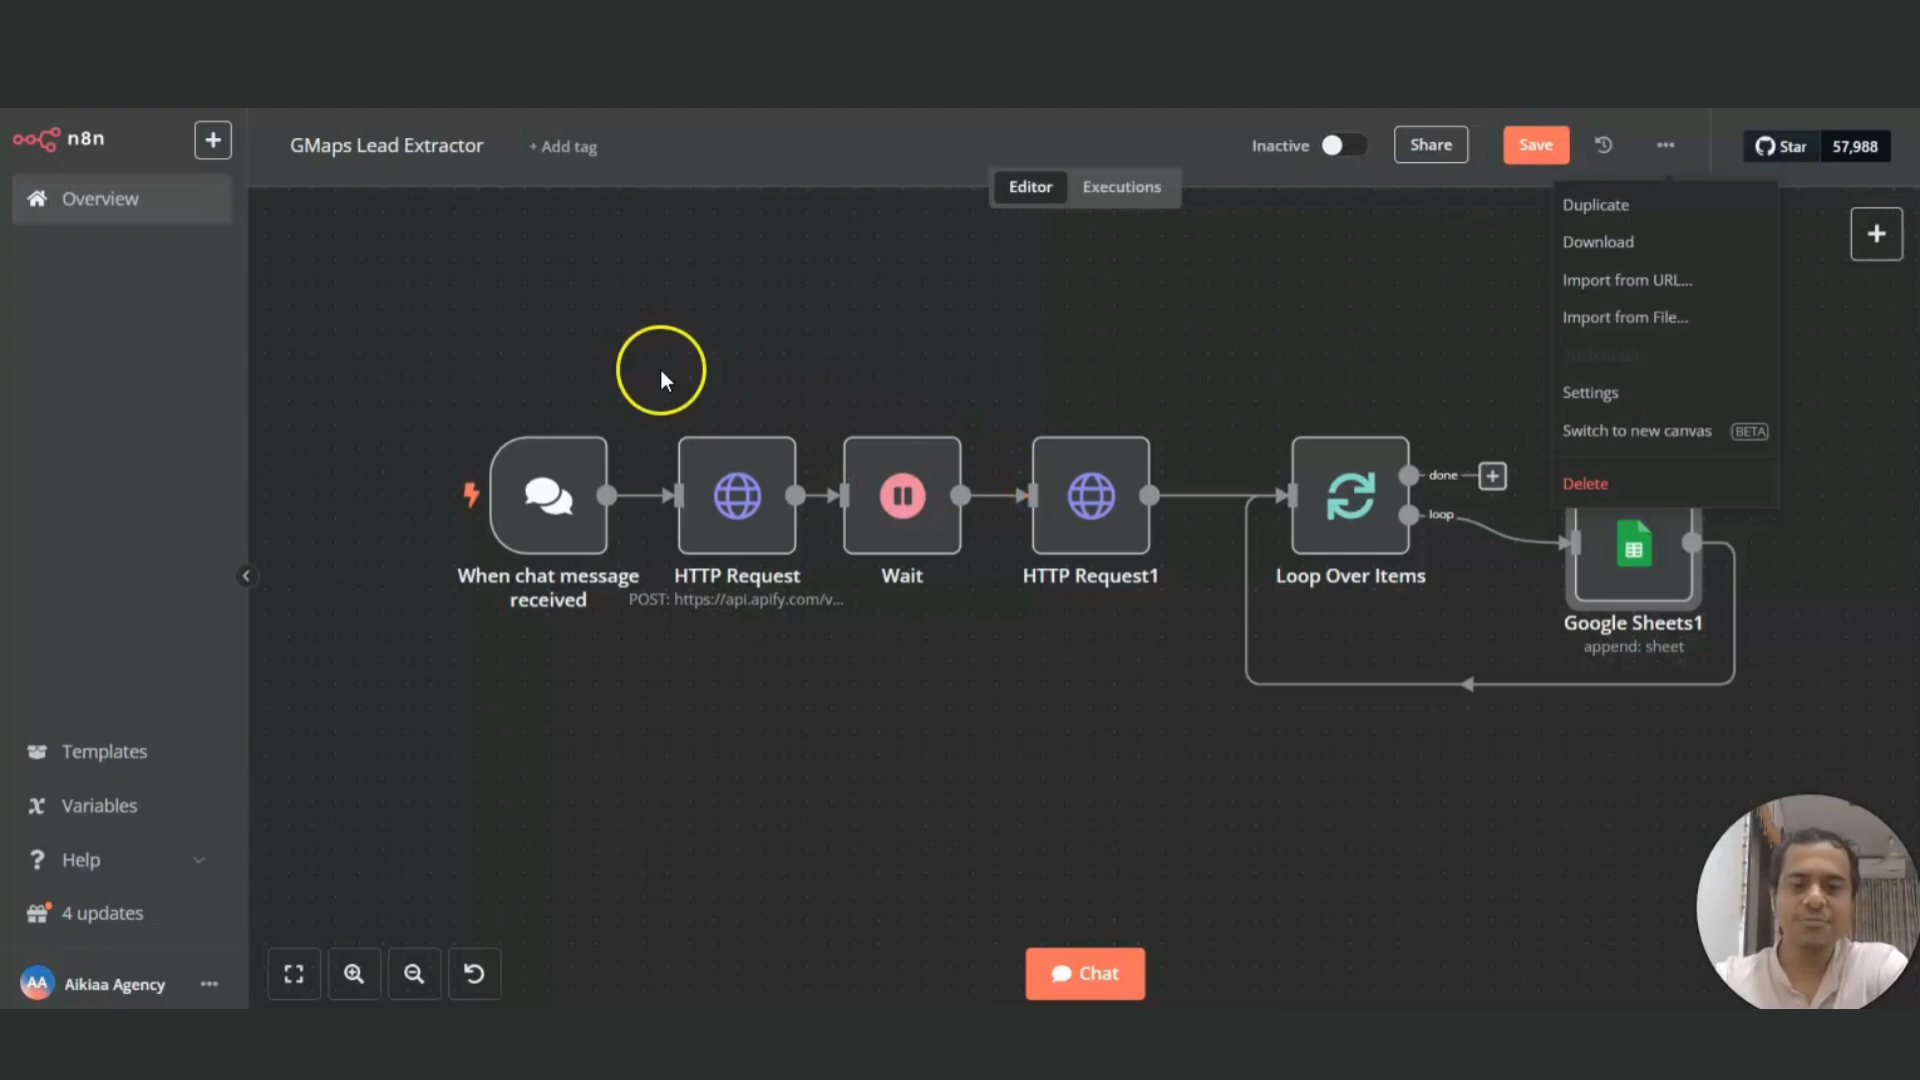 n8n
GMaps Lead Extractor
+ Add tag
Inactive
Share
Save
Star
57,988
Editor
Executions
Overview
Duplicate
Download
Import from URL...
Import from File...
Settings
Switch to new canvas
BETA
Delete
done
loop
When chat message
received
HTTP Request
POST: https://api.apify.com/v...
Wait
HTTP Request1
Loop Over Items
Google Sheets1
append: sheet
Templates
Variables
Help
4 updates
AA
Aikiaa Agency
Chat